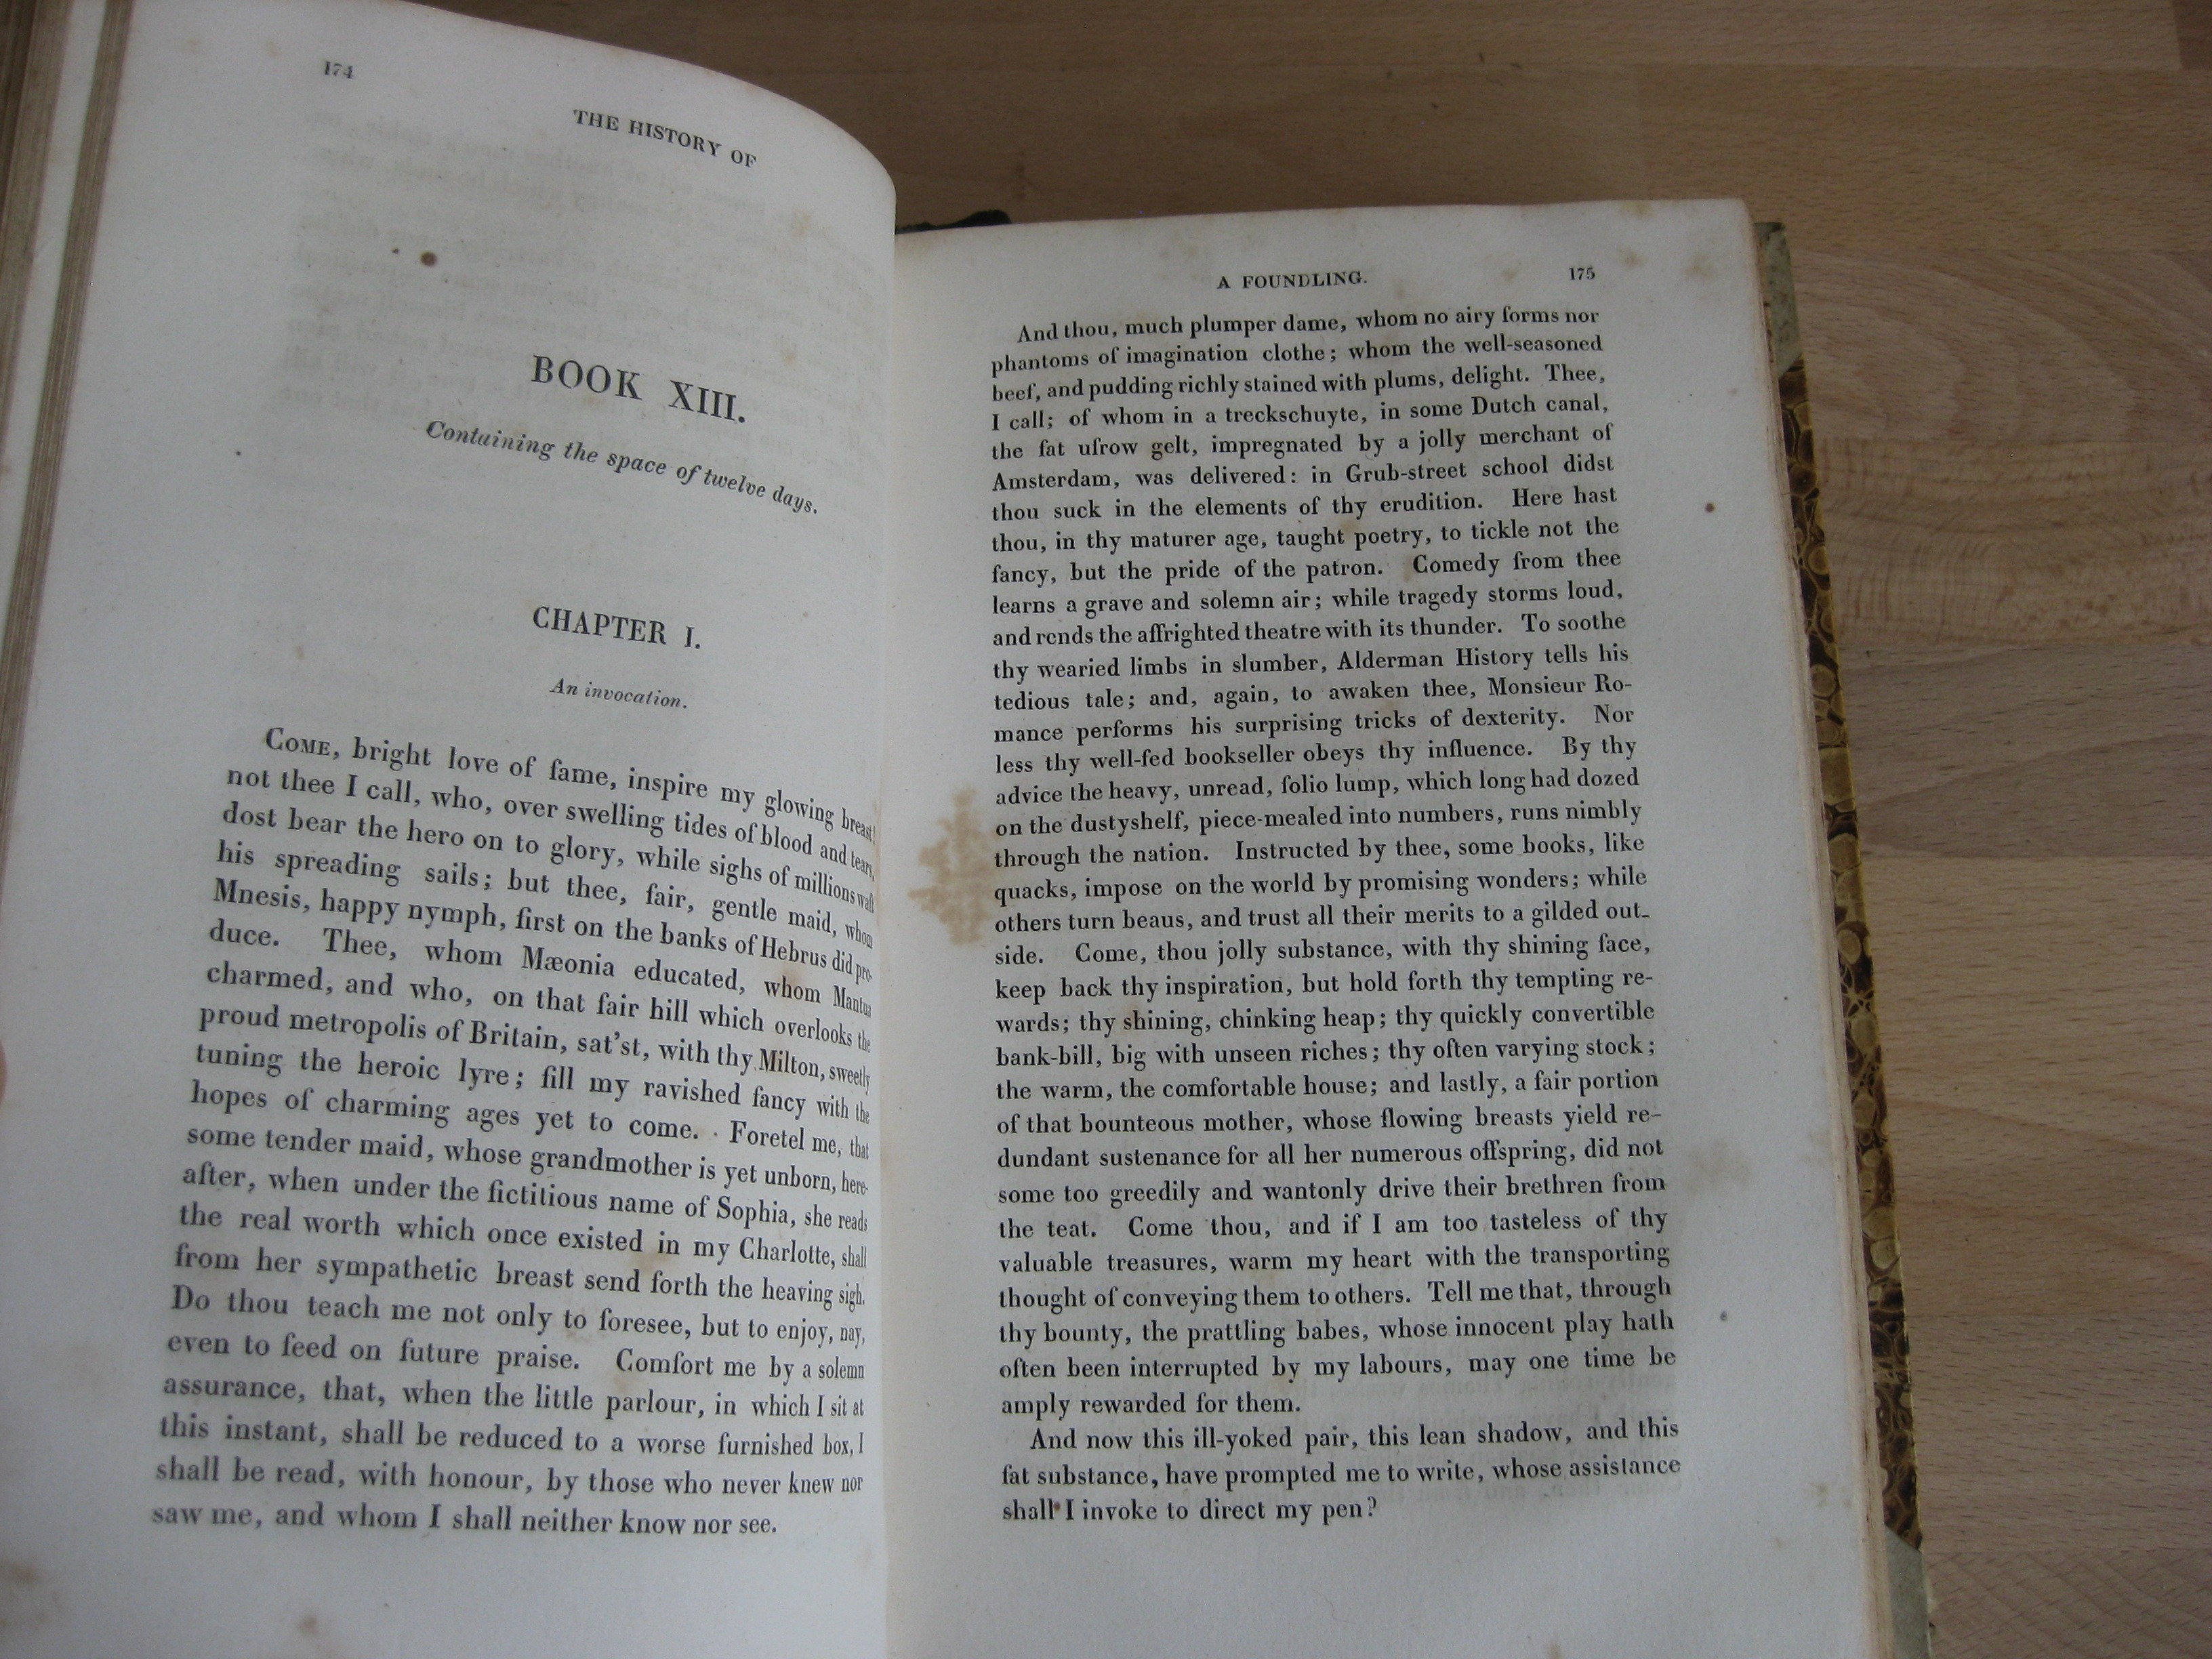 174
THE HISTORY OF
BOOK XIII.
Containing the space of twelve days.
CHAPTER I.
An invocation.
COME, bright love of fame, inspire my glowing breast!
not thee I call, who, over swelling tides of blood and tears,
dost bear the hero on to glory, while sighs of millions waft
his spreading sails; but thee, fair, gentle maid, whom
Mnesis, happy nymph, first on the banks of Hebrus did pro-
duce. Thee, whom Mæonia educated, whom Mantua
charmed, and who, on that fair hill which overlooks the
proud metropolis of Britain, sat'st, with thy Milton, sweetly
tuning the heroic lyre; fill my ravished fancy with the
hopes of charming ages yet to come. Foretel me, that
some tender maid, whose grandmother is yet unborn, here-
after, when under the fictitious name of Sophia, she reads
the real worth which once existed in my Charlotte, shall
from her sympathetic breast send forth the heaving sigh.
Do thou teach me not only to foresee, but to enjoy, nay,
even to feed on future praise. Comfort me by a solemn
assurance, that, when the little parlour, in which I sit at
this instant, shall be reduced to a worse furnished box, I
shall be read, with honour, by those who never knew nor
saw me, and whom I shall neither know nor see.
A FOUNDLING.
175
And thou, much plumper dame, whom no airy forms nor
phantoms of imagination clothe; whom the well-seasoned
beef, and pudding richly stained with plums, delight. Thee,
I call; of whom in a treckschuyte, in some Dutch canal,
the fat ufrow gelt, impregnated by a jolly merchant of
Amsterdam, was delivered: in Grub-street school didst
thou suck in the elements of thy erudition. Here hast
thou, in thy maturer age, taught poetry, to tickle not the
fancy, but the pride of the patron. Comedy from thee
learns a grave and solemn air; while tragedy storms loud,
and rends the affrighted theatre with its thunder. To soothe
thy wearied limbs in slumber, Alderman History tells his
tedious tale; and, again, to awaken thee, Monsieur Ro-
mance performs his surprising tricks of dexterity. Nor
less thy well-fed bookseller obeys thy influence. By thy
advice the heavy, unread, folio lump, which long had dozed
on the dusty shelf, piece-mealed into numbers, runs nimbly
through the nation. Instructed by thee, some books, like
quacks, impose on the world by promising wonders; while
others turn beaus, and trust all their merits to a gilded out-
side. Come, thou jolly substance, with thy shining face,
keep back thy inspiration, but hold forth thy tempting re-
wards; thy shining, chinking heap; thy quickly convertible
bank-bill, big with unseen riches; thy often varying stock;
the warm, the comfortable house; and lastly, a fair portion
of that bounteous mother, whose flowing breasts yield re-
dundant sustenance for all her numerous offspring, did not
some too greedily and wantonly drive their brethren from
the teat. Come thou, and if I am too tasteless of thy
valuable treasures, warm my heart with the transporting
thought of conveying them to others. Tell me that, through
thy bounty, the prattling babes, whose innocent play hath
often been interrupted by my labours, may one time be
amply rewarded for them.
And now this ill-yoked pair, this lean shadow, and this
fat substance, have prompted me to write, whose assistance
shall I invoke to direct my pen?